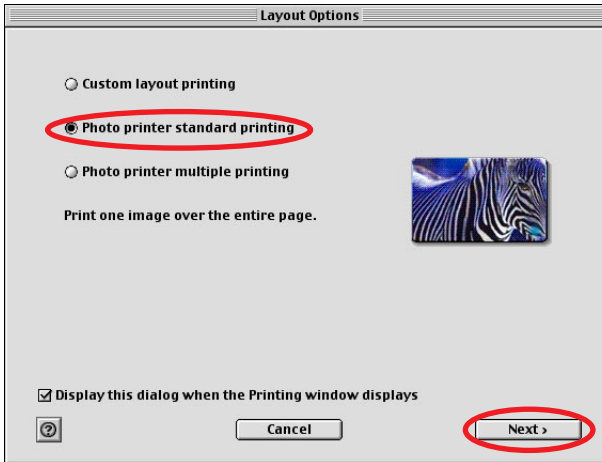 Layout Options
Custom layout printing
Photo printer standard printing
Photo printer multiple printing
Print one image over the entire page.
Display this dialog when the Printing window displays
?
Cancel
Next ›